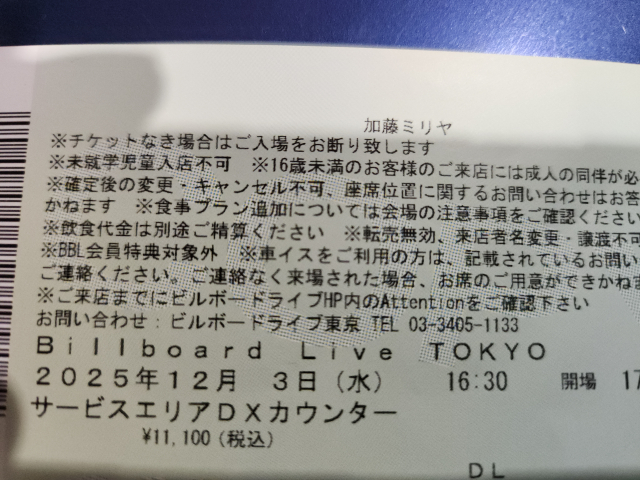 加藤ミリヤ
※チケットなき場合はご入場をお断り致します
※未就学児童入店不可　※16歳未満のお客様のご来店には成人の同伴が必
※確定後の変更・キャンセル不可、座席位置に関するお問い合わせはお答
かねます　※食事プラン追加については会場の注意事項をご確認ください
※飲食代金は別途ご精算ください　※転売無効、来店者名変更・譲渡不可
※BBL会員特典対象外　※車イスをご利用の方は、記載されているお問い
ご連絡ください。ご連絡なく来場された場合、お席のご用意ができかねま
※ご来店までにビルボードライブHP内のAttentionをご確認下さい
お問い合わせ：ビルボードライブ東京 TEL 03-3405-1133
Billboard Live TOKYO
2025年12月 3日（水） 16:30 開場 17
サービスエリアDXカウンター
¥11,100（税込）
DL